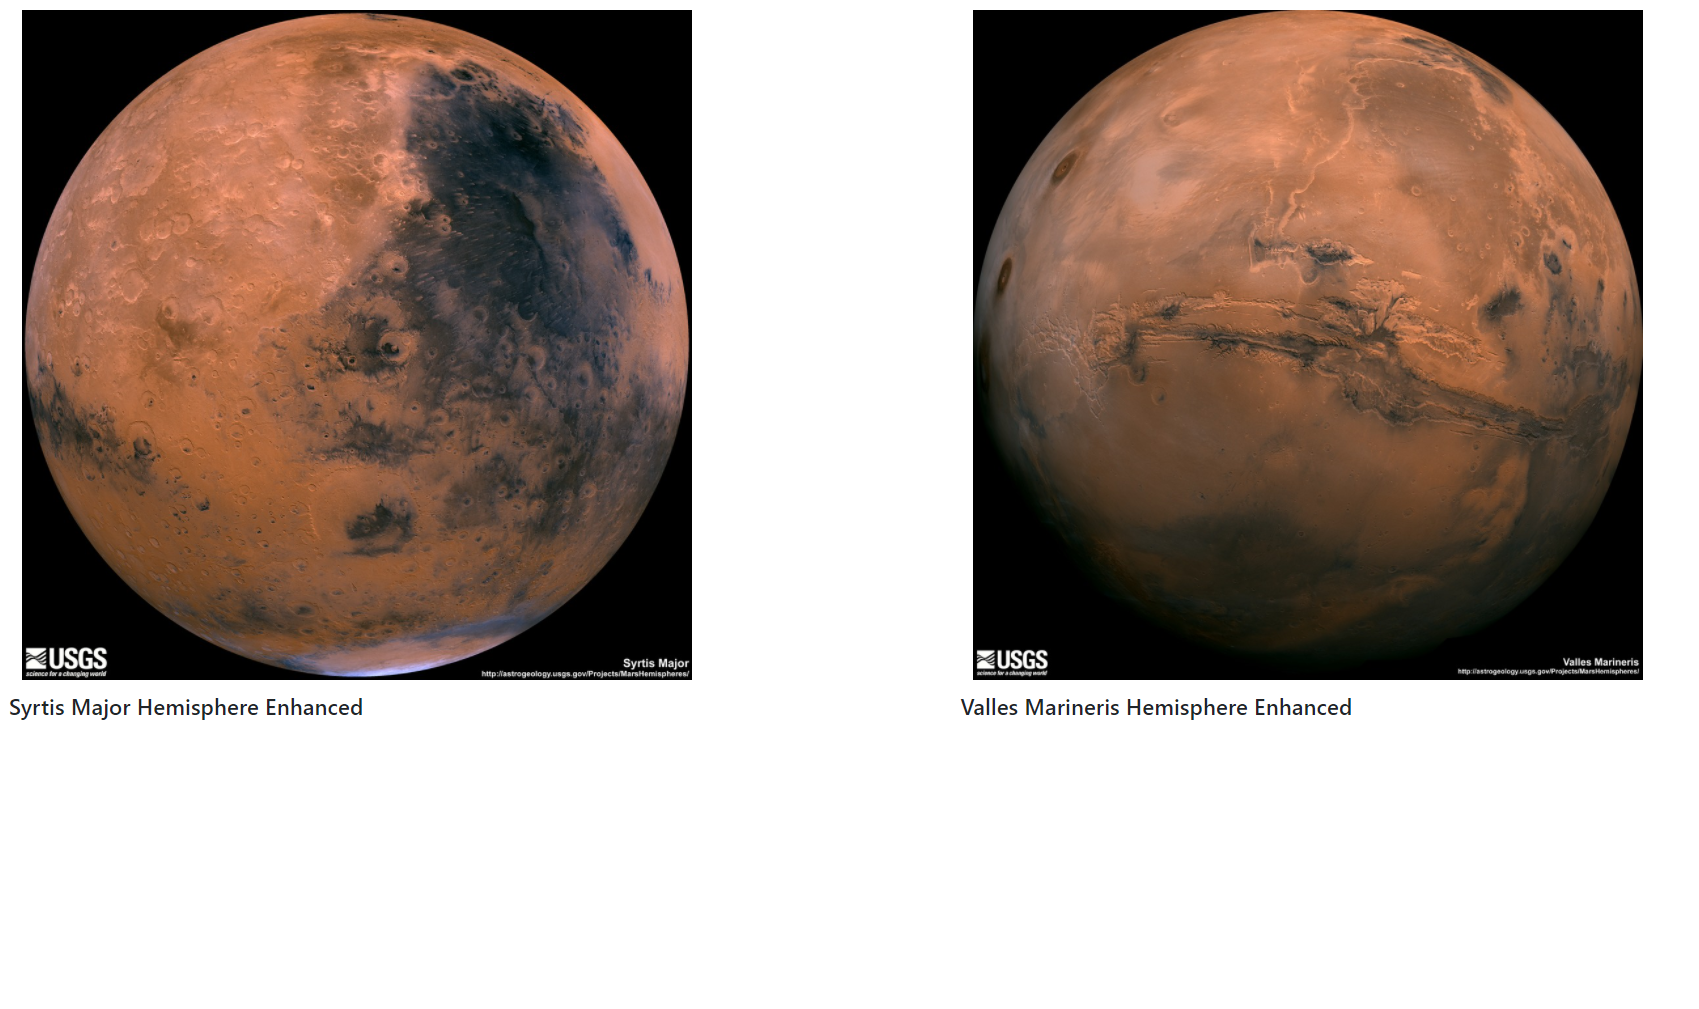 USGS
science for a changing world
Syrtis Major
http://astrogeology.usgs.gov/Projects/MarsHemispheres/
Syrtis Major Hemisphere Enhanced
USGS
science for a changing world
Valles Marineris
http://astrogeology.usgs.gov/Projects/MarsHemispheres/
Valles Marineris Hemisphere Enhanced